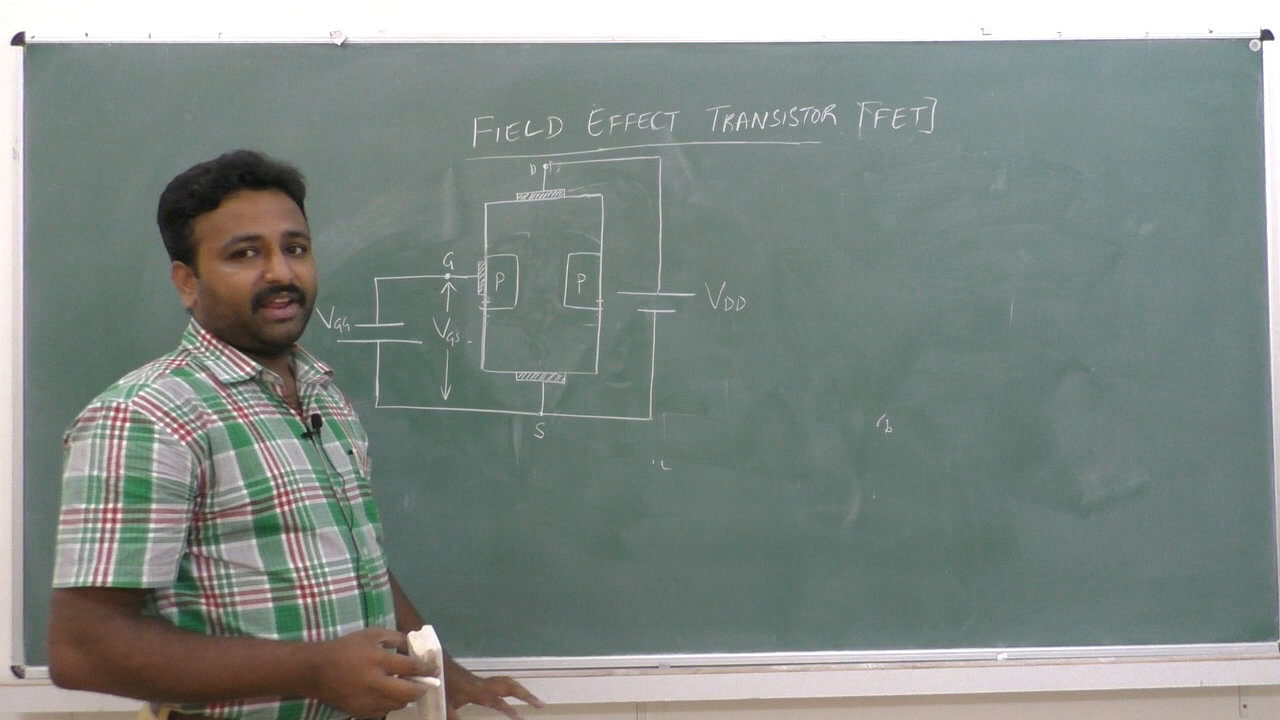 FIELD EFFECT TRANSISTOR [FET]
D
G
P P
VGG VGS VDD
S